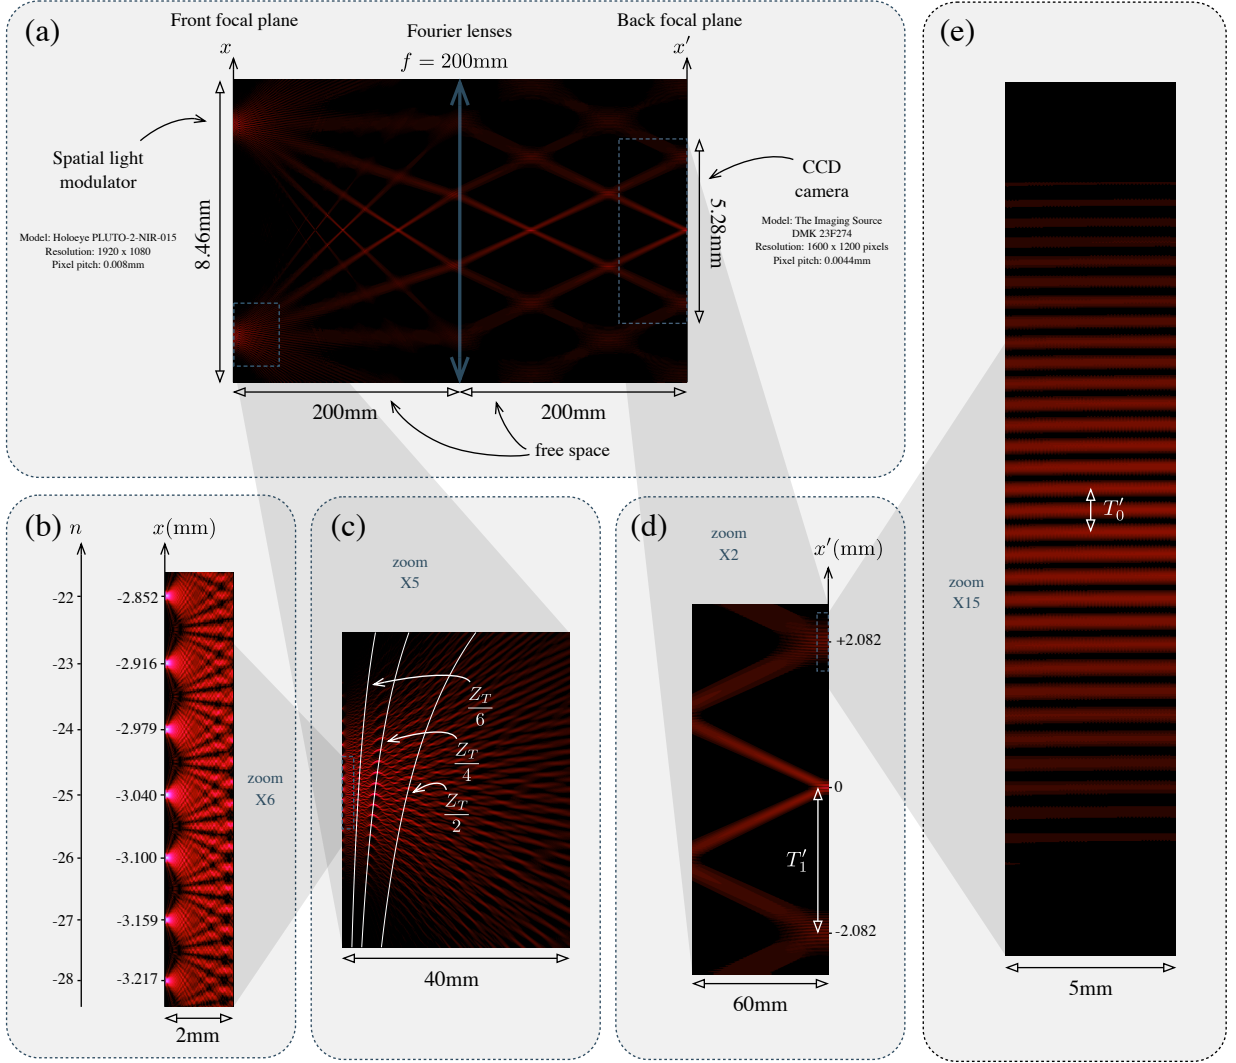 (a)
Front focal plane
x
Fourier lenses
f = 200mm
Back focal plane
x′
Spatial light
modulator
Model: Holoeye PLUTO-2-NIR-015
Resolution: 1920 x 1080
Pixel pitch: 0.008mm
8.46mm
5.28mm
CCD
camera
Model: The Imaging Source
DMK 23F274
Resolution: 1600 x 1200 pixels
Pixel pitch: 0.0044mm
200mm
200mm
free space
(b)
n
x(mm)
-22
-2.852
-23
-2.916
-24
-2.979
-25
-3.040
-26
-3.100
-27
-3.159
-28
-3.217
zoom
X6
2mm
(c)
zoom
X5
Z_T
6
Z_T
4
Z_T
2
40mm
(d)
zoom
X2
x′(mm)
+2.082
0
T′_1
-2.082
60mm
(e)
zoom
X15
T′_0
5mm